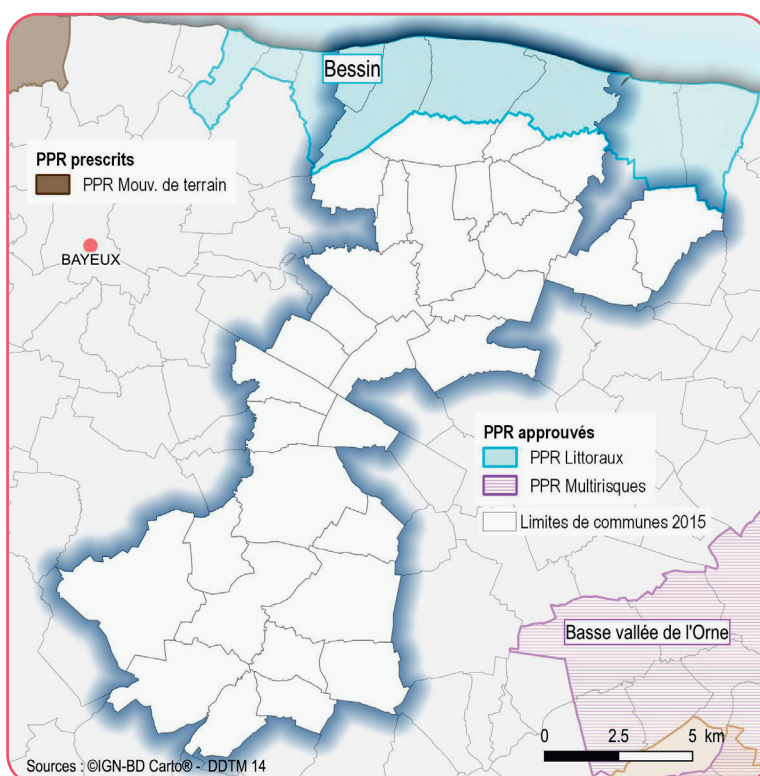 Bessin
PPR prescrits
PPR Mouv. de terrain
BAYEUX
PPR approuvés
PPR Littoraux
PPR Multirisques
Limites de communes 2015
Basse vallée de l'Orne
0 2.5 5 km
Sources : ©IGN-BD Carto® - DDTM 14